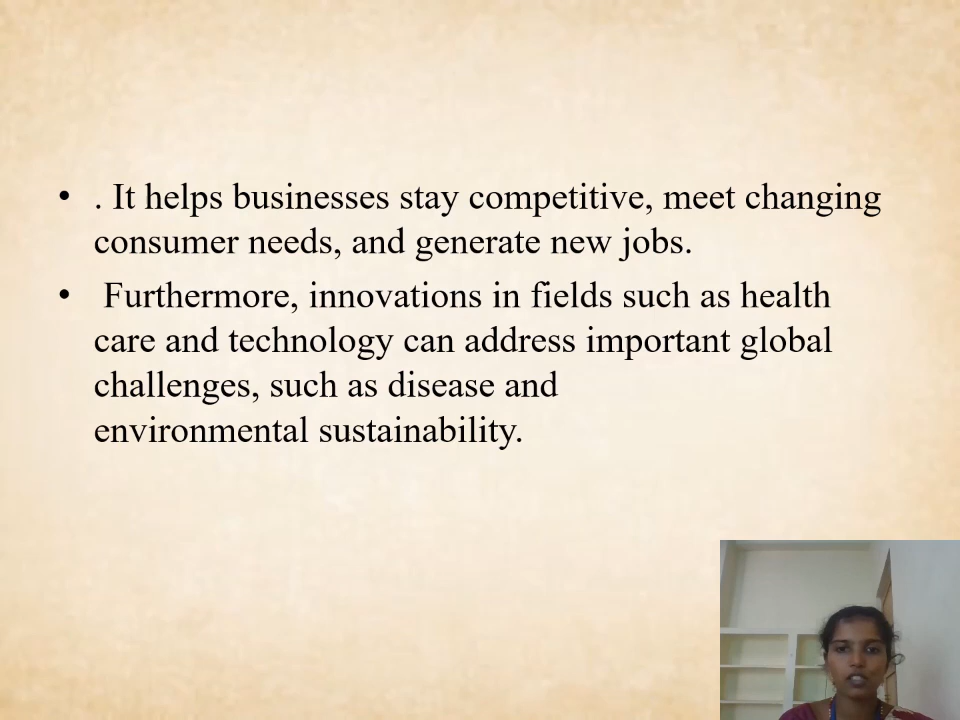 • . It helps businesses stay competitive, meet changing
consumer needs, and generate new jobs.
• Furthermore, innovations in fields such as health
care and technology can address important global
challenges, such as disease and
environmental sustainability.